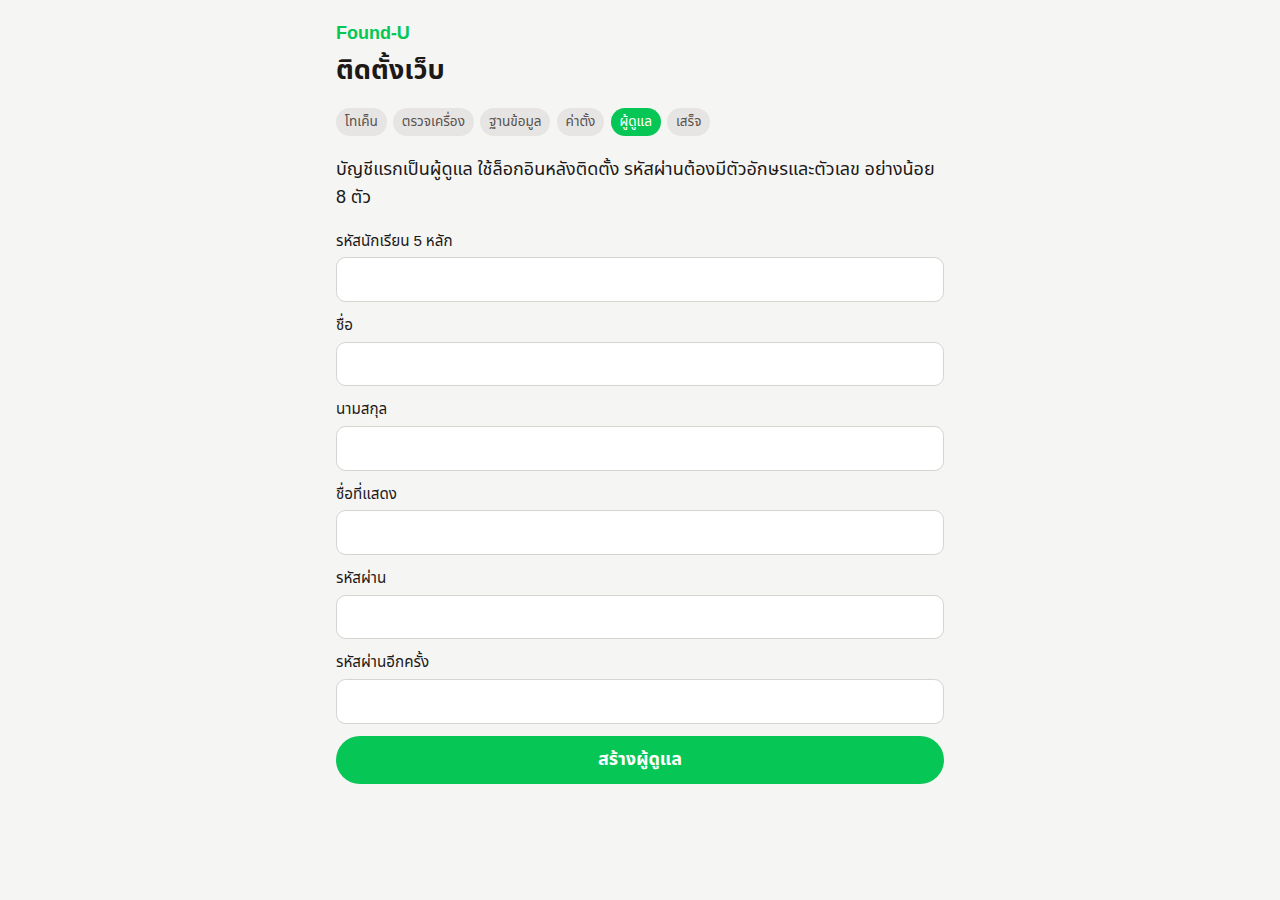 Found-U
ติดตั้งเว็บ
โทเค็น ตรวจเครื่อง ฐานข้อมูล ค่าตั้ง ผู้ดูแล เสร็จ
บัญชีแรกเป็นผู้ดูแล ใช้ล็อกอินหลังติดตั้ง รหัสผ่านต้องมีตัวอักษรและตัวเลข อย่างน้อย
8 ตัว
รหัสนักเรียน 5 หลัก
ชื่อ
นามสกุล
ชื่อที่แสดง
รหัสผ่าน
รหัสผ่านอีกครั้ง
สร้างผู้ดูแล